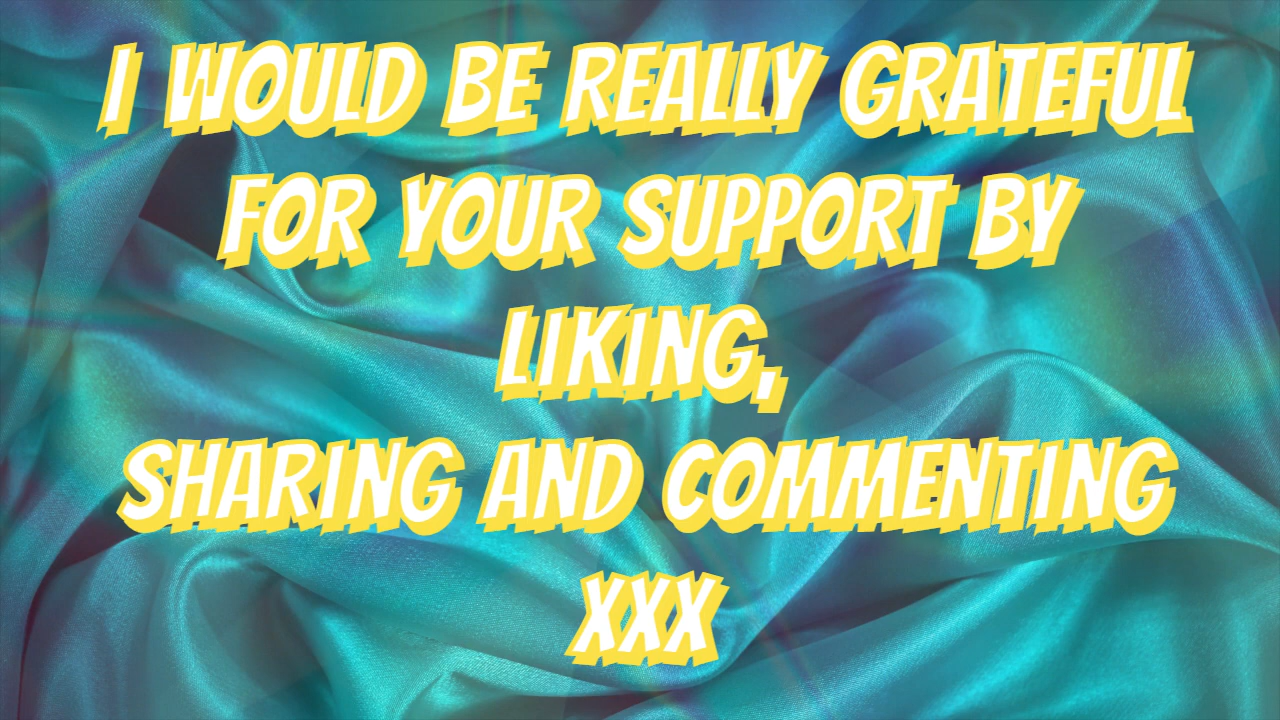 I WOULD BE REALLY GRATEFUL
FOR YOUR SUPPORT BY
LIKING,
SHARING AND COMMENTING
XXX